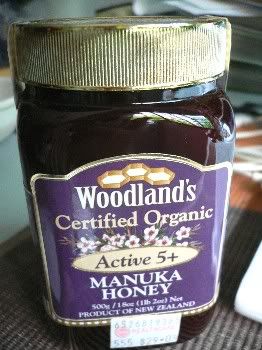 Woodland's
Certified Organic
Active 5+
MANUKA
HONEY
500g / 18oz (1lb 2oz) Net
PRODUCT OF NEW ZEALAND